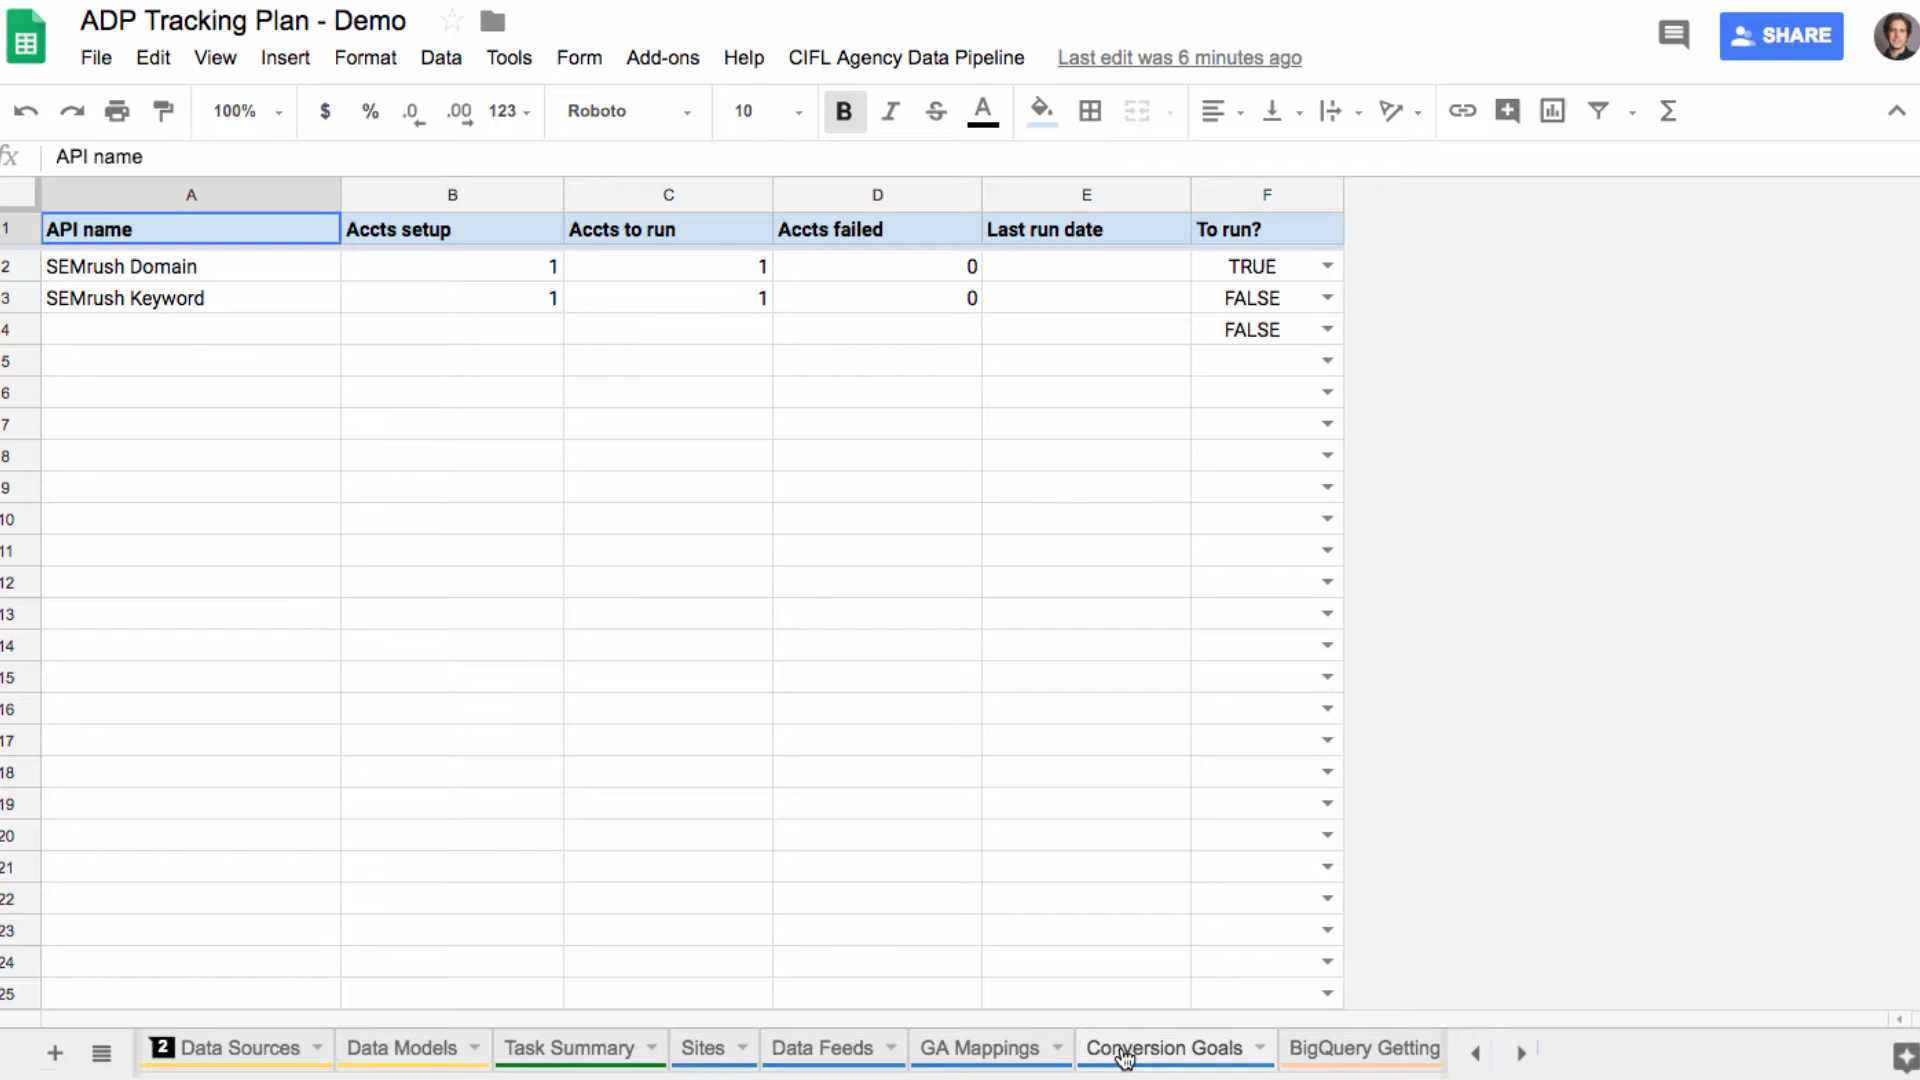 ADP Tracking Plan - Demo
File Edit View Insert Format Data Tools Form Add-ons Help CIFL Agency Data Pipeline Last edit was 6 minutes ago
SHARE
100% $ % .0 .00 123 Roboto 10 B I S A Σ
fx API name
A B C D E F
1 API name Accts setup Accts to run Accts failed Last run date To run?
2 SEMrush Domain 1 1 0 TRUE
3 SEMrush Keyword 1 1 0 FALSE
4 FALSE
5
6
7
8
9
10
11
12
13
14
15
16
17
18
19
20
21
22
23
24
25
+ 2 Data Sources Data Models Task Summary Sites Data Feeds GA Mappings Conversion Goals BigQuery Getting